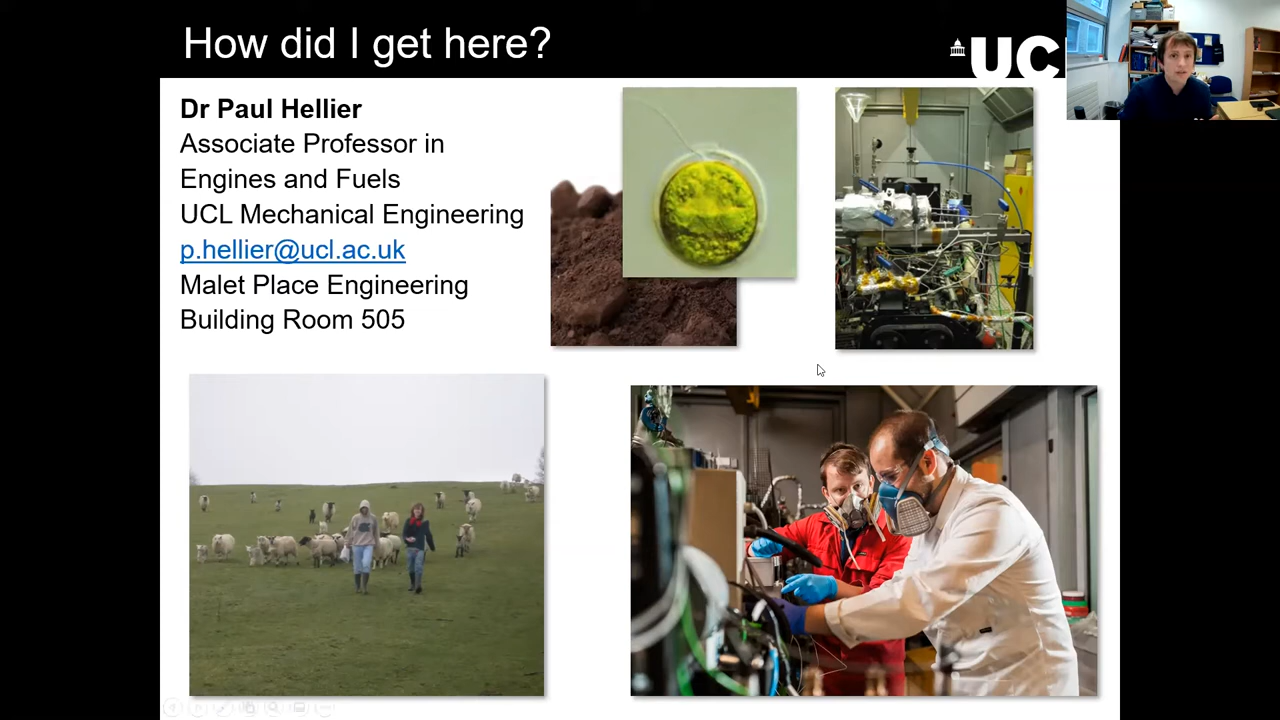 How did I get here?
UC
Dr Paul Hellier
Associate Professor in
Engines and Fuels
UCL Mechanical Engineering
p.hellier@ucl.ac.uk
Malet Place Engineering
Building Room 505